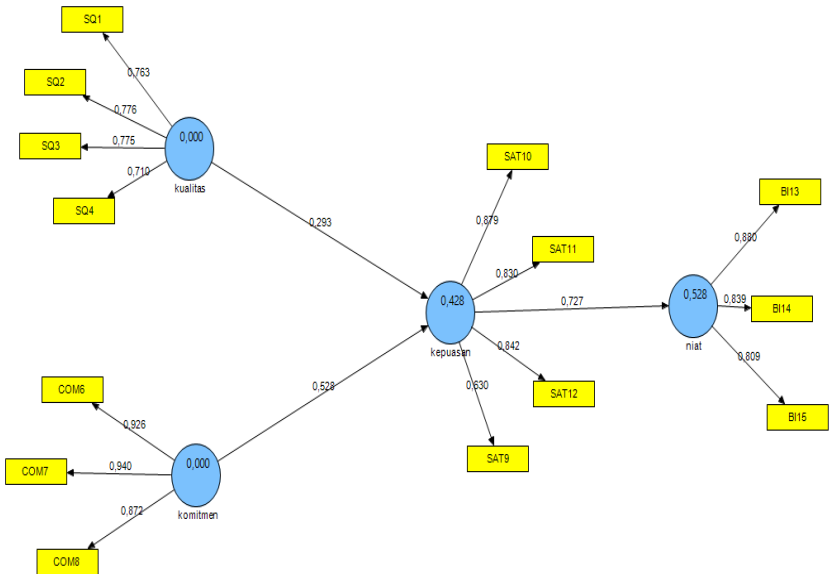 SQ1
0,763
SQ2
0,776
SQ3
0,775
SQ4
0,710
0,000
kualitas
0,293
SAT10
0,879
SAT11
0,830
0,428
kepuasan
0,842
SAT12
0,630
SAT9
0,727
BI13
0,880
0,528
niat
0,839
BI14
0,809
BI15
COM6
0,926
COM7
0,940
0,000
komitmen
0,528
0,872
COM8